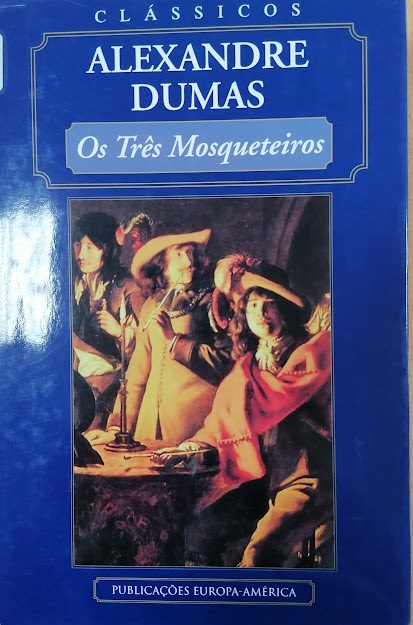 CLÁSSICOS
ALEXANDRE
DUMAS
Os Três Mosqueteiros
PUBLICAÇÕES EUROPA-AMÉRICA